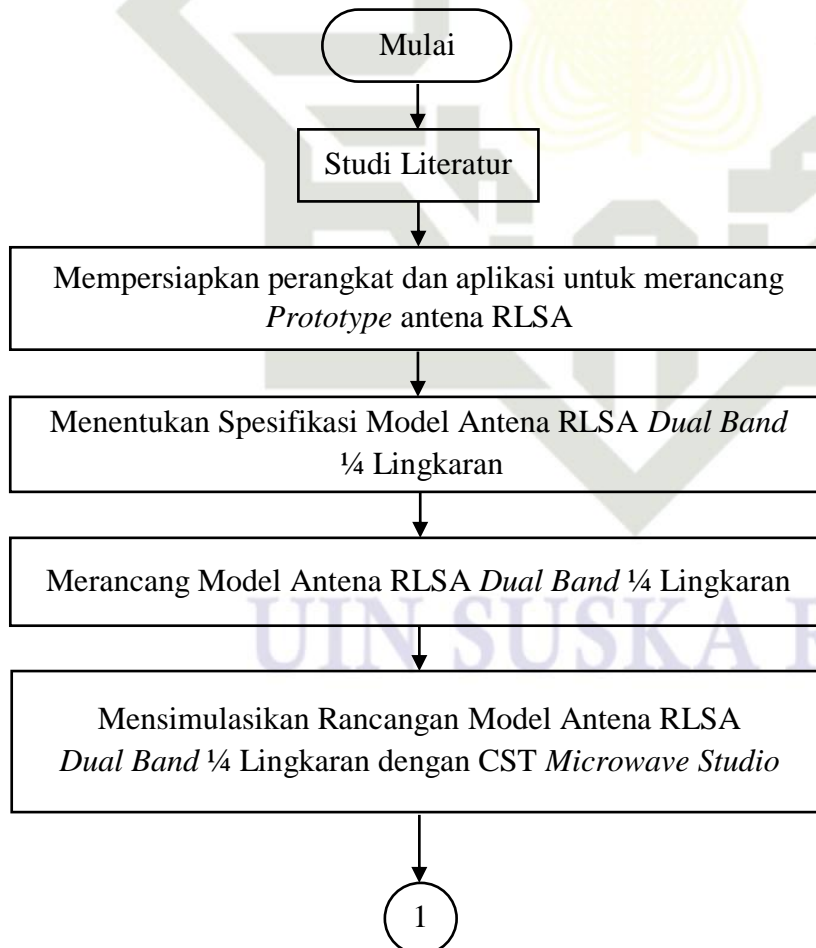 Mulai
Studi Literatur
Mempersiapkan perangkat dan aplikasi untuk merancang
Prototype antena RLSA
Menentukan Spesifikasi Model Antena RLSA Dual Band
¼ Lingkaran
Merancang Model Antena RLSA Dual Band ¼ Lingkaran
UIN SUSKA R
Mensimulasikan Rancangan Model Antena RLSA
Dual Band ¼ Lingkaran dengan CST Microwave Studio
1